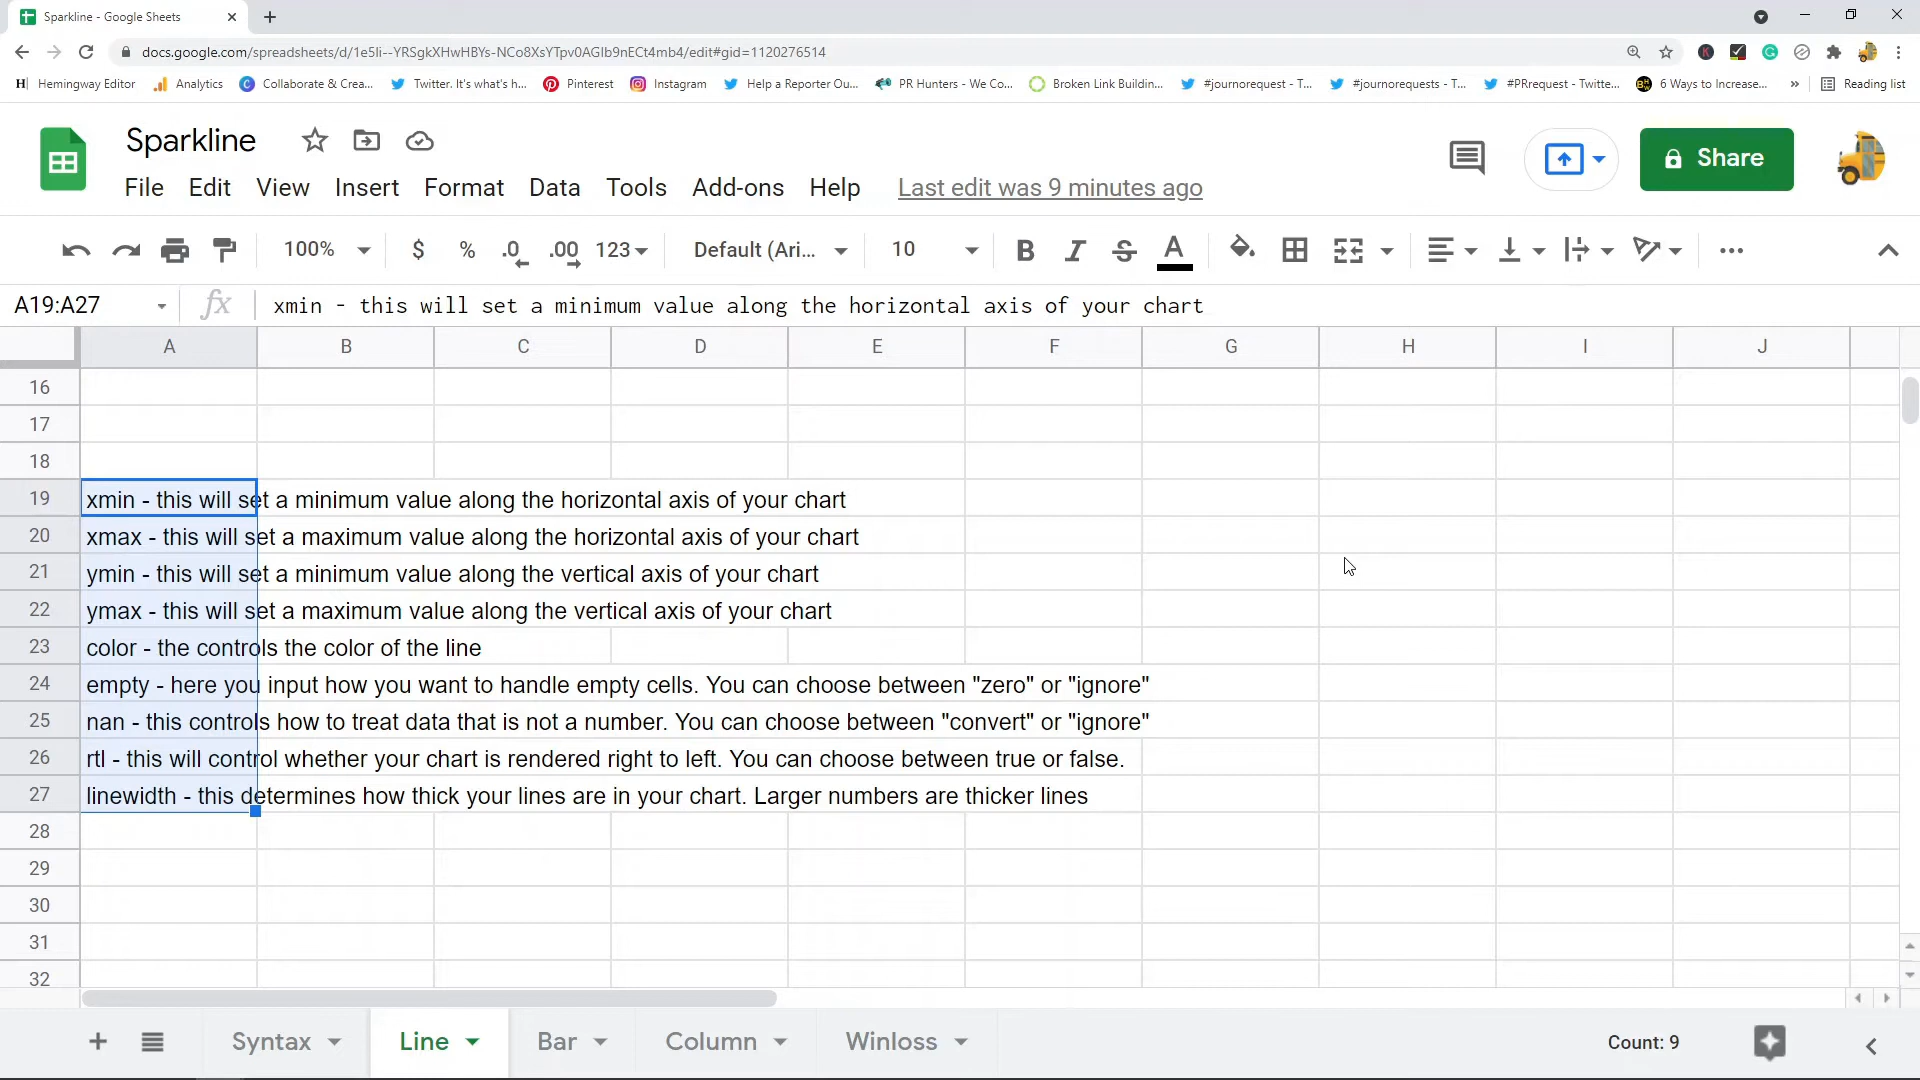 Sparkline - Google Sheets
docs.google.com/spreadsheets/d/1e5Ii--YRSgkXHwHBYs-NCo8XsYTpv0AGIb9nECt4mb4/edit#gid=1120276514
Hemingway Editor
Analytics
Collaborate & Crea...
Twitter. It's what's h...
Pinterest
Instagram
Help a Reporter Ou...
PR Hunters - We Co...
Broken Link Building...
#journorequest - T...
#journorequests - T...
#PRrequest - Twitte...
6 Ways to Increase...
Reading list
Sparkline
Share
File Edit View Insert Format Data Tools Add-ons Help Last edit was 9 minutes ago
100% $ % .0 .00 123 Default (Ari... 10 B I S A
A19:A27 fx xmin - this will set a minimum value along the horizontal axis of your chart
A B C D E F G H I J
16
17
18
19 xmin - this will set a minimum value along the horizontal axis of your chart
20 xmax - this will set a maximum value along the horizontal axis of your chart
21 ymin - this will set a minimum value along the vertical axis of your chart
22 ymax - this will set a maximum value along the vertical axis of your chart
23 color - the controls the color of the line
24 empty - here you input how you want to handle empty cells. You can choose between "zero" or "ignore"
25 nan - this controls how to treat data that is not a number. You can choose between "convert" or "ignore"
26 rtl - this will control whether your chart is rendered right to left. You can choose between true or false.
27 linewidth - this determines how thick your lines are in your chart. Larger numbers are thicker lines
28
29
30
31
32
Syntax Line Bar Column Winloss Count: 9